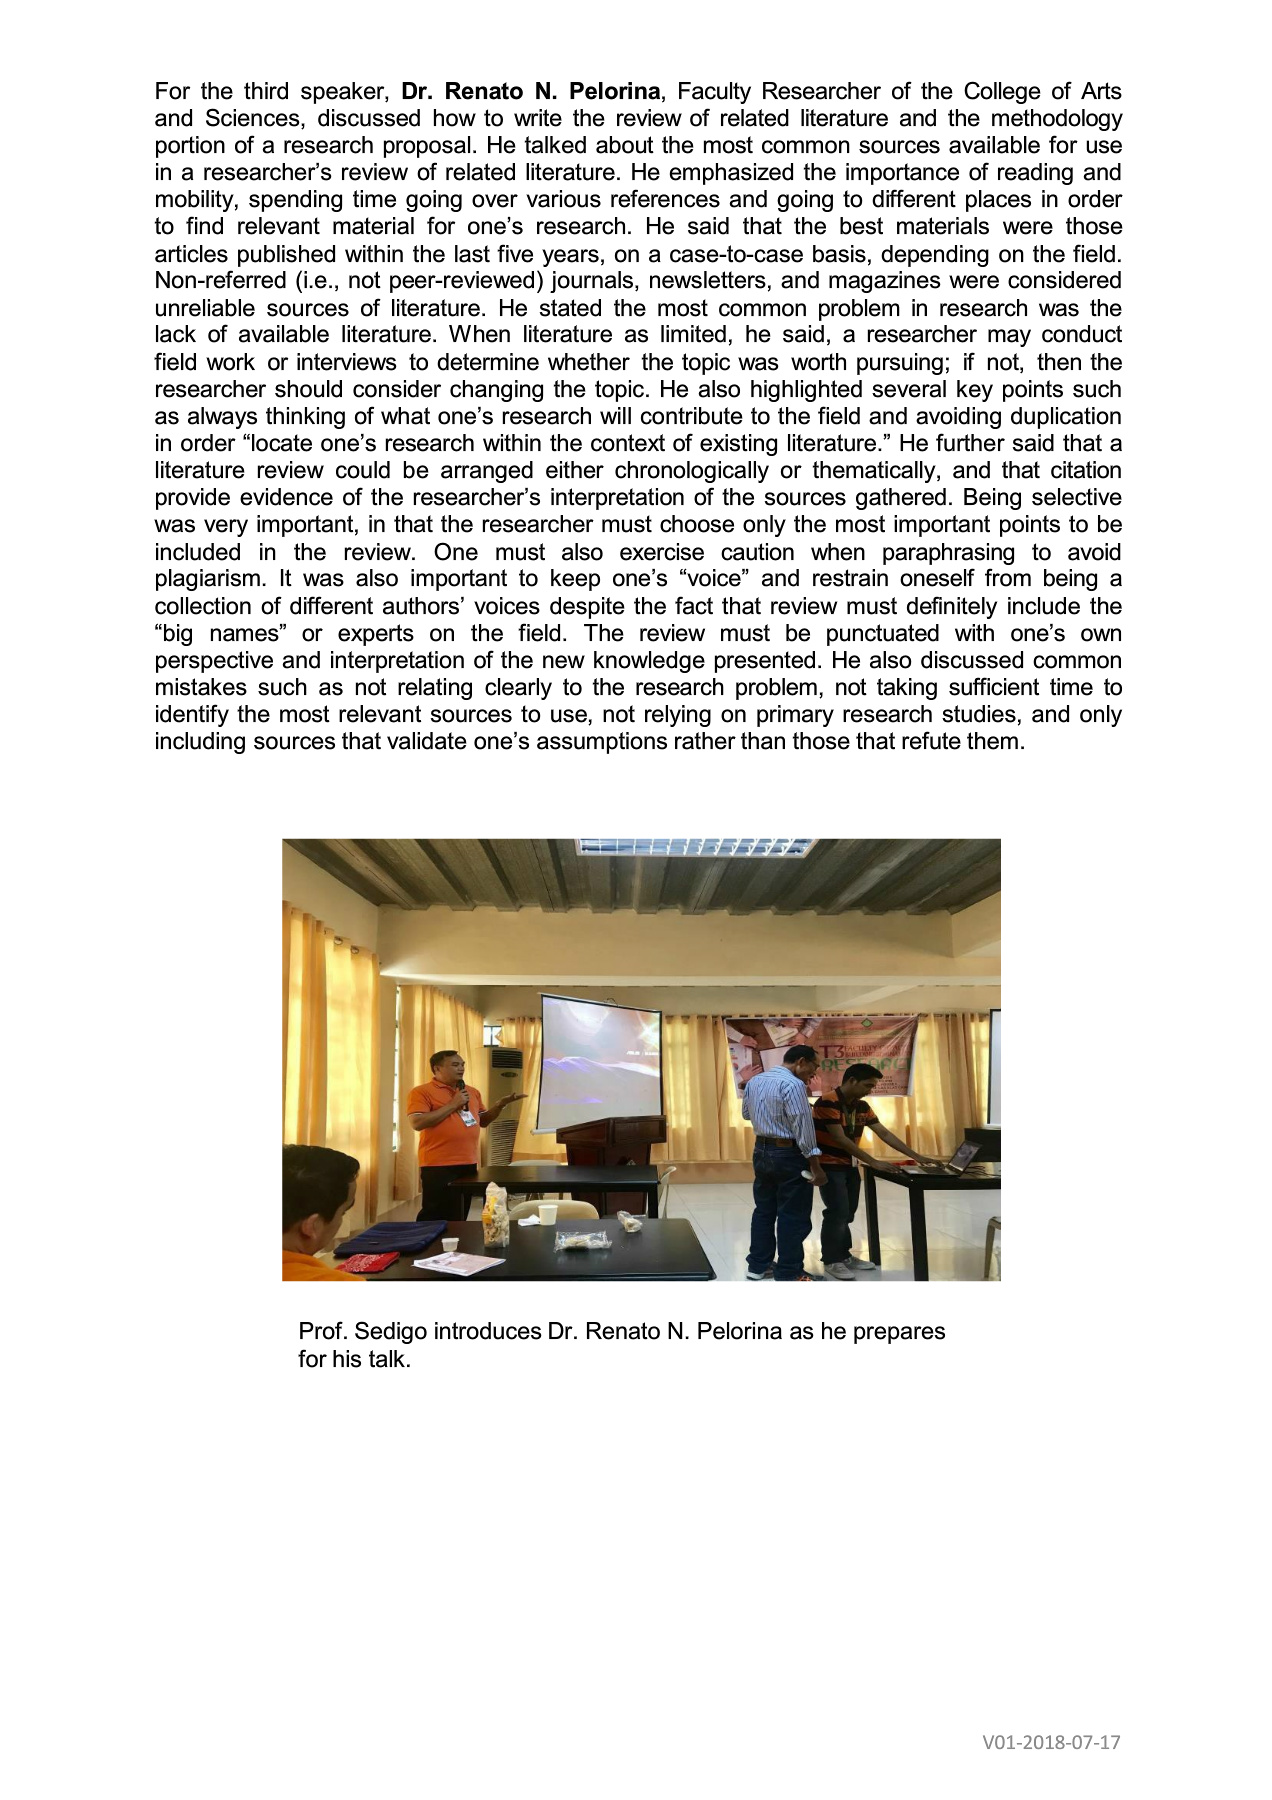 For the third speaker, Dr. Renato N. Pelorina, Faculty Researcher of the College of Arts
and Sciences, discussed how to write the review of related literature and the methodology
portion of a research proposal. He talked about the most common sources available for use
in a researcher’s review of related literature. He emphasized the importance of reading and
mobility, spending time going over various references and going to different places in order
to find relevant material for one’s research. He said that the best materials were those
articles published within the last five years, on a case-to-case basis, depending on the field.
Non-referred (i.e., not peer-reviewed) journals, newsletters, and magazines were considered
unreliable sources of literature. He stated the most common problem in research was the
lack of available literature. When literature as limited, he said, a researcher may conduct
field work or interviews to determine whether the topic was worth pursuing; if not, then the
researcher should consider changing the topic. He also highlighted several key points such
as always thinking of what one’s research will contribute to the field and avoiding duplication
in order “locate one’s research within the context of existing literature.” He further said that a
literature review could be arranged either chronologically or thematically, and that citation
provide evidence of the researcher’s interpretation of the sources gathered. Being selective
was very important, in that the researcher must choose only the most important points to be
included in the review. One must also exercise caution when paraphrasing to avoid
plagiarism. It was also important to keep one’s “voice” and restrain oneself from being a
collection of different authors’ voices despite the fact that review must definitely include the
“big names” or experts on the field. The review must be punctuated with one’s own
perspective and interpretation of the new knowledge presented. He also discussed common
mistakes such as not relating clearly to the research problem, not taking sufficient time to
identify the most relevant sources to use, not relying on primary research studies, and only
including sources that validate one’s assumptions rather than those that refute them.
T3
Prof. Sedigo introduces Dr. Renato N. Pelorina as he prepares
for his talk.
V01-2018-07-17